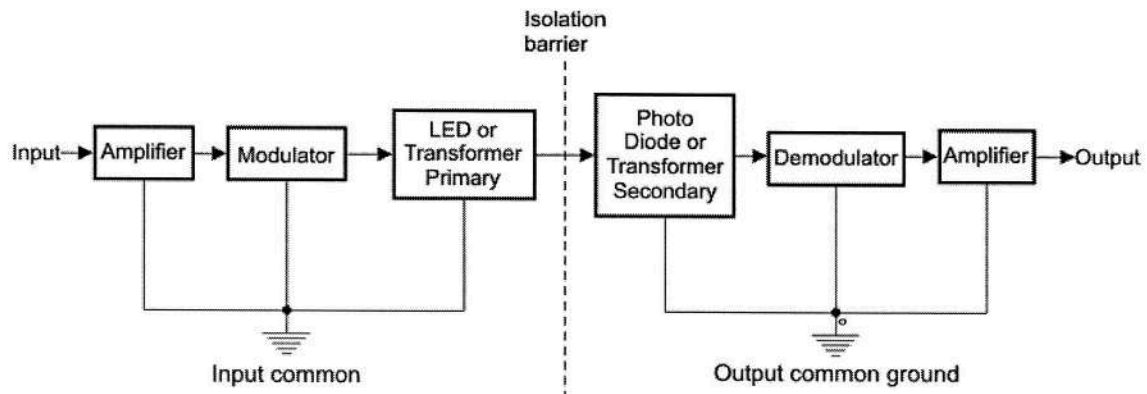 Isolation
barrier
Input
Amplifier
Modulator
LED or
Transformer
Primary
Photo
Diode or
Transformer
Secondary
Demodulator
Amplifier
Output
Input common
Output common ground